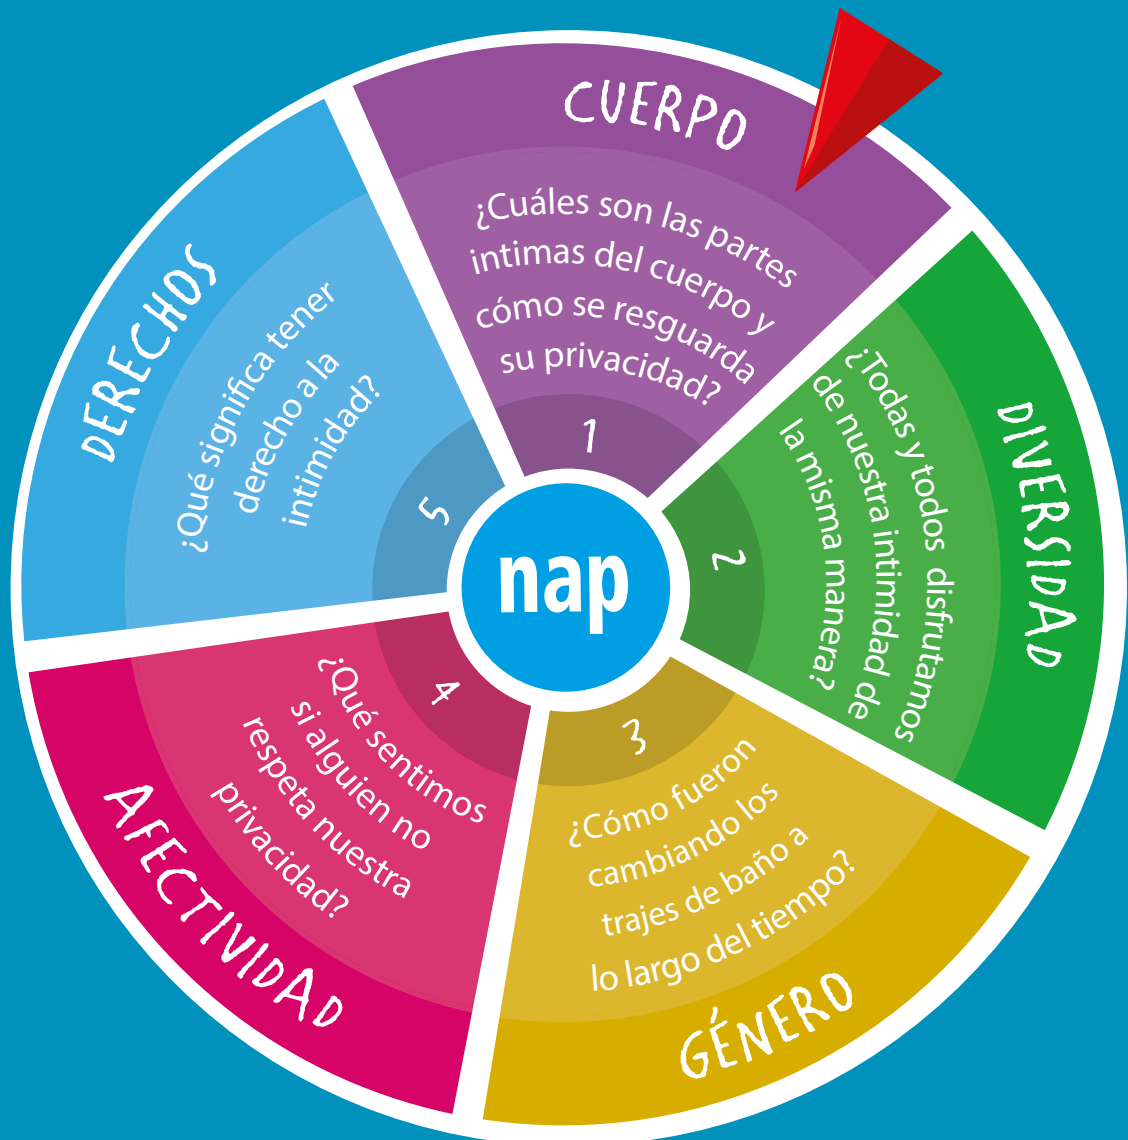 CUERPO
¿Cuáles son las partes
intimas del cuerpo y
cómo se resguarda
su privacidad?
1
DIVERSIDAD
¿Todas y todos disfrutamos
de nuestra intimidad de
la misma manera?
2
3
¿Cómo fueron
cambiando los
trajes de baño a
lo largo del tiempo?
GÉNERO
4
¿Qué sentimos
si alguien no
respeta nuestra
privacidad?
AFECTIVIDAD
DERECHOS
¿Qué significa tener
derecho a la
intimidad?
5
nap